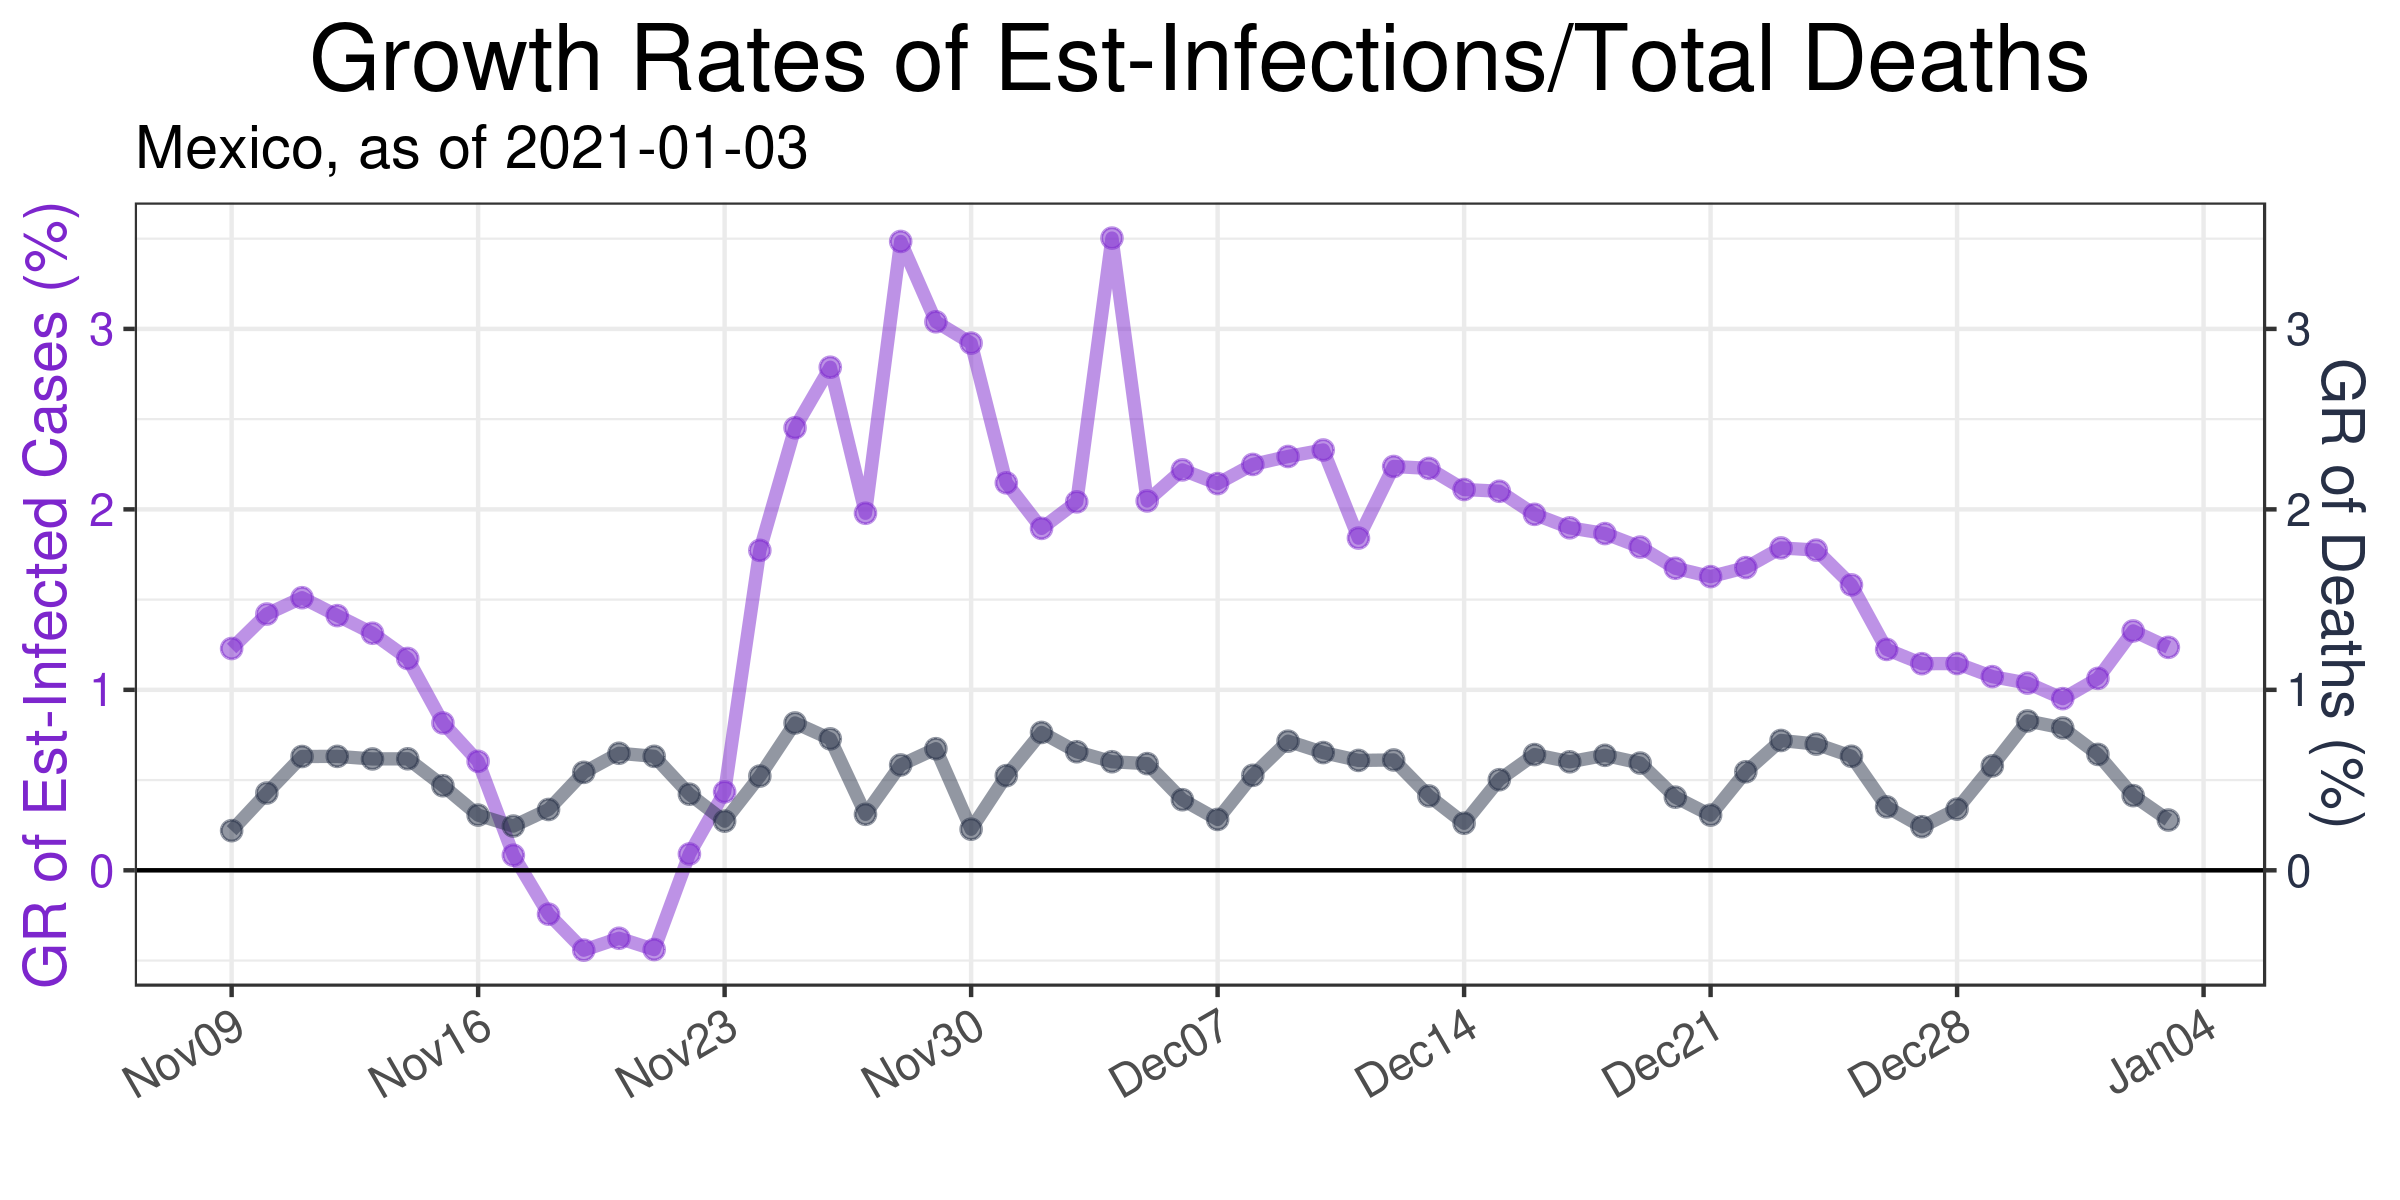 Growth Rates of Est-Infections/Total Deaths
Mexico, as of 2021-01-03
GR of Est-Infected Cases (%)
3
2
1
0
3
2
1
0
GR of Deaths (%)
Nov09
Nov16
Nov23
Nov30
Dec07
Dec14
Dec21
Dec28
Jan04